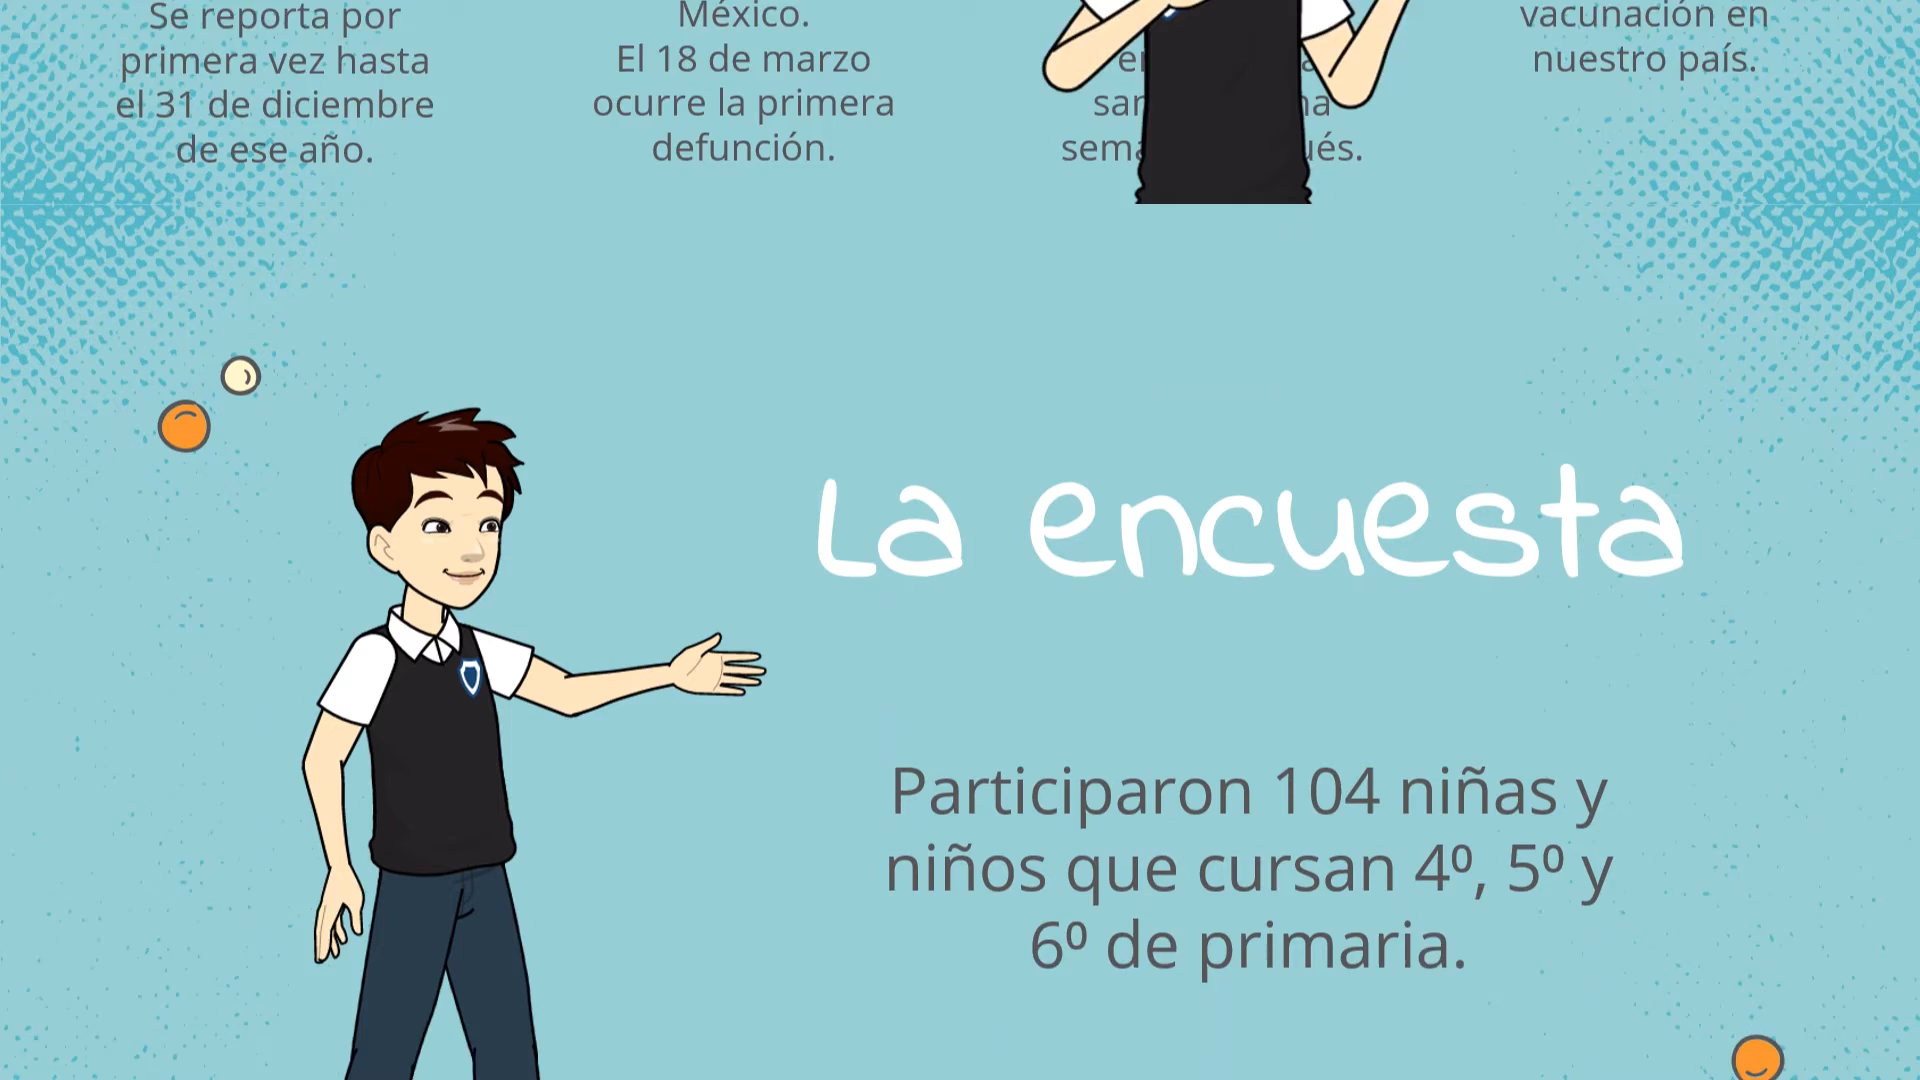 Se reporta por
primera vez hasta
el 31 de diciembre
de ese año.
México.
El 18 de marzo
ocurre la primera
defunción.
vacunación en
nuestro país.
La encuesta
Participaron 104 niñas y
niños que cursan 4º, 5º y
6º de primaria.